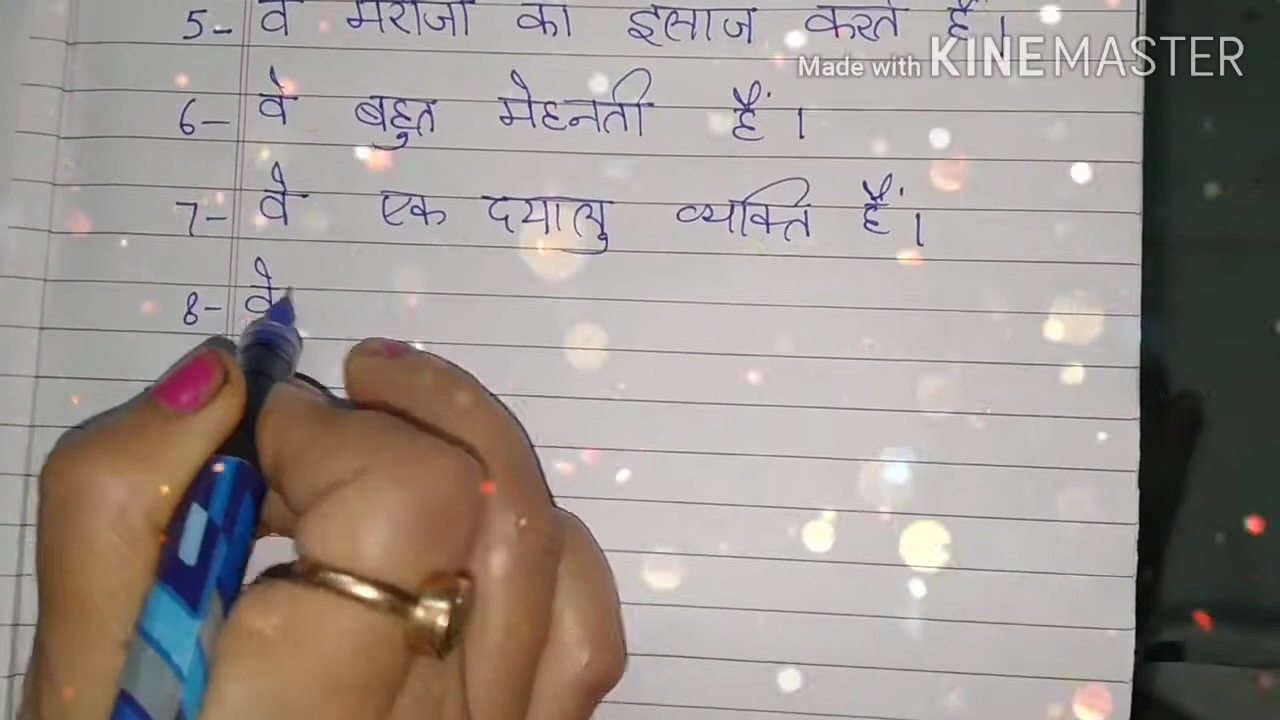 5- वे मरीजों का इलाज करते हैं।
Made with KINEMASTER
6- वे बहुत मेहनती हैं।
7- वे एक दयालु व्यक्ति हैं।
8- वे